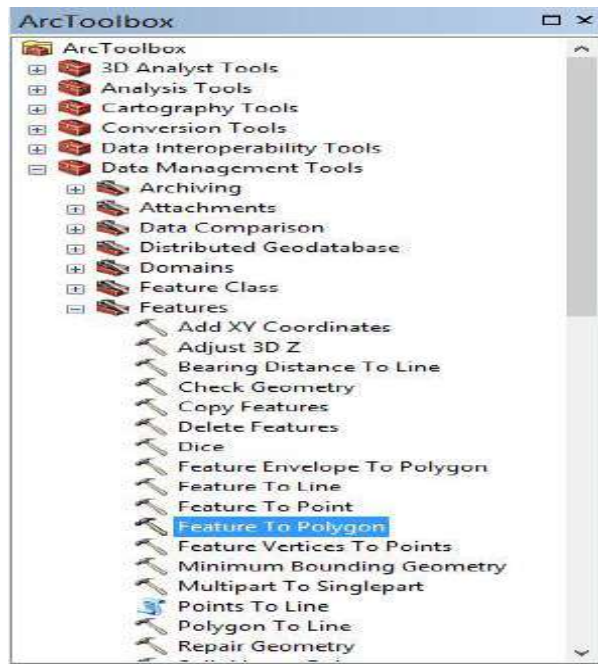 ArcToolbox
ArcToolbox
3D Analyst Tools
Analysis Tools
Cartography Tools
Conversion Tools
Data Interoperability Tools
Data Management Tools
Archiving
Attachments
Data Comparison
Distributed Geodatabase
Domains
Feature Class
Features
Add XY Coordinates
Adjust 3D Z
Bearing Distance To Line
Check Geometry
Copy Features
Delete Features
Dice
Feature Envelope To Polygon
Feature To Line
Feature To Point
Feature To Polygon
Feature Vertices To Points
Minimum Bounding Geometry
Multipart To Singlepart
Points To Line
Polygon To Line
Repair Geometry